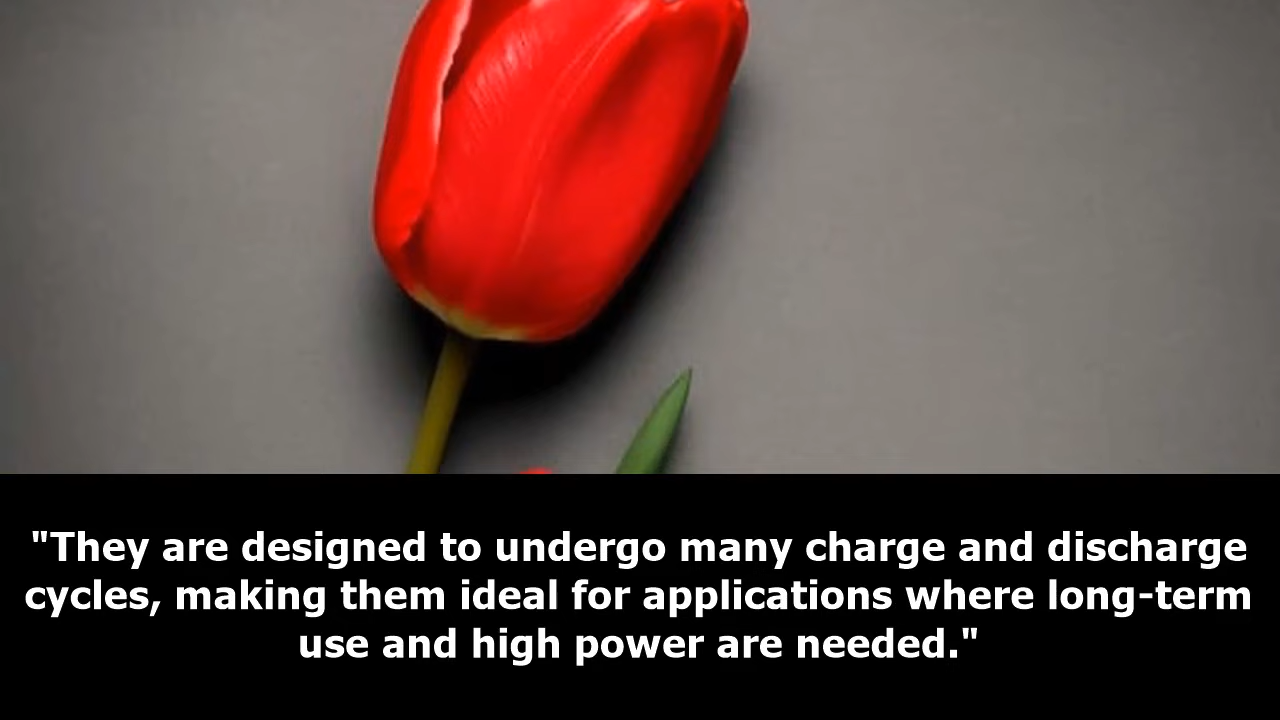 "They are designed to undergo many charge and discharge
cycles, making them ideal for applications where long-term
use and high power are needed."